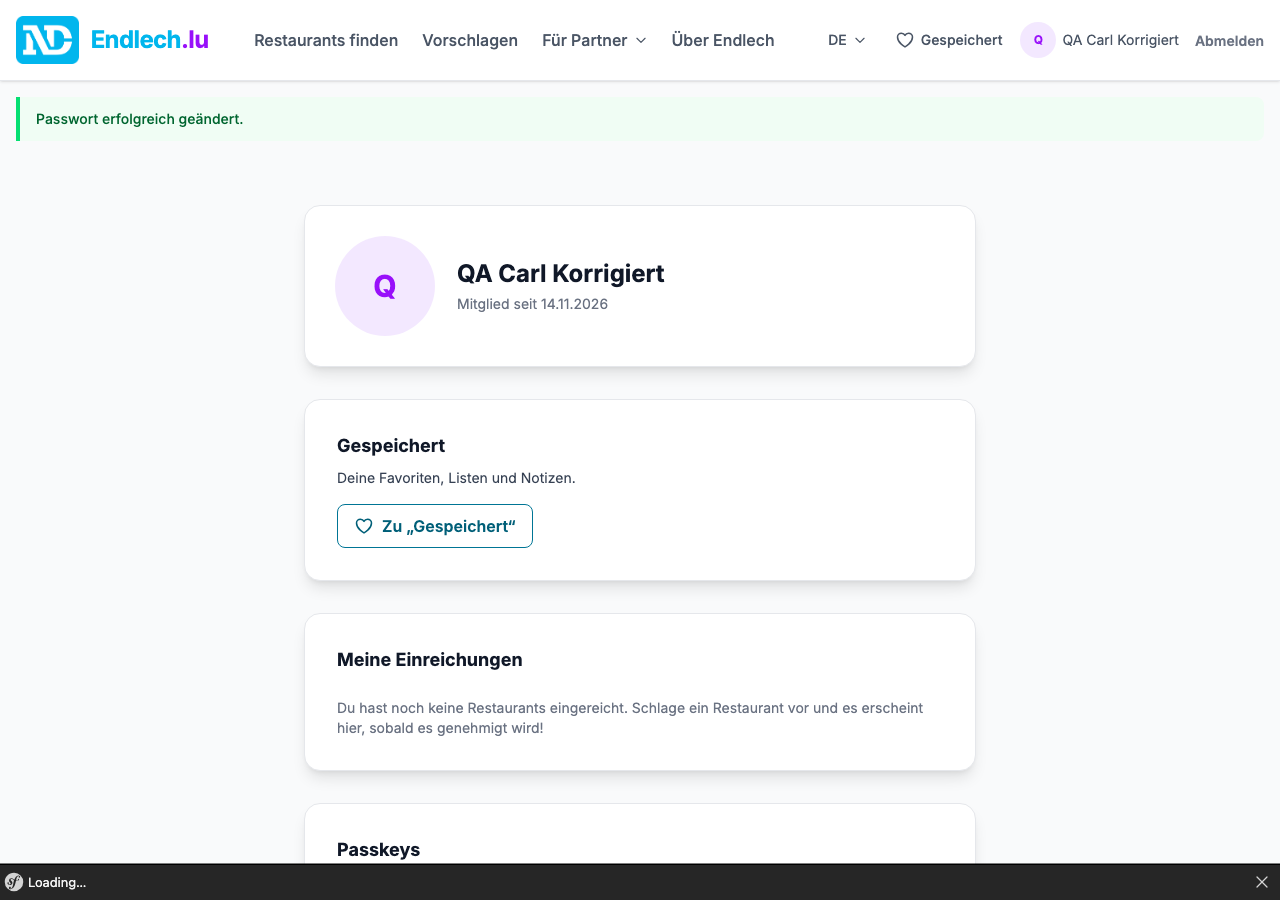 ND Endlech.lu Restaurants finden Vorschlagen Für Partner Über Endlech DE Gespeichert Q QA Carl Korrigiert Abmelden
Passwort erfolgreich geändert.
Q
QA Carl Korrigiert
Mitglied seit 14.11.2026
Gespeichert
Deine Favoriten, Listen und Notizen.
Zu „Gespeichert“
Meine Einreichungen
Du hast noch keine Restaurants eingereicht. Schlage ein Restaurant vor und es erscheint
hier, sobald es genehmigt wird!
Passkeys
sf Loading...